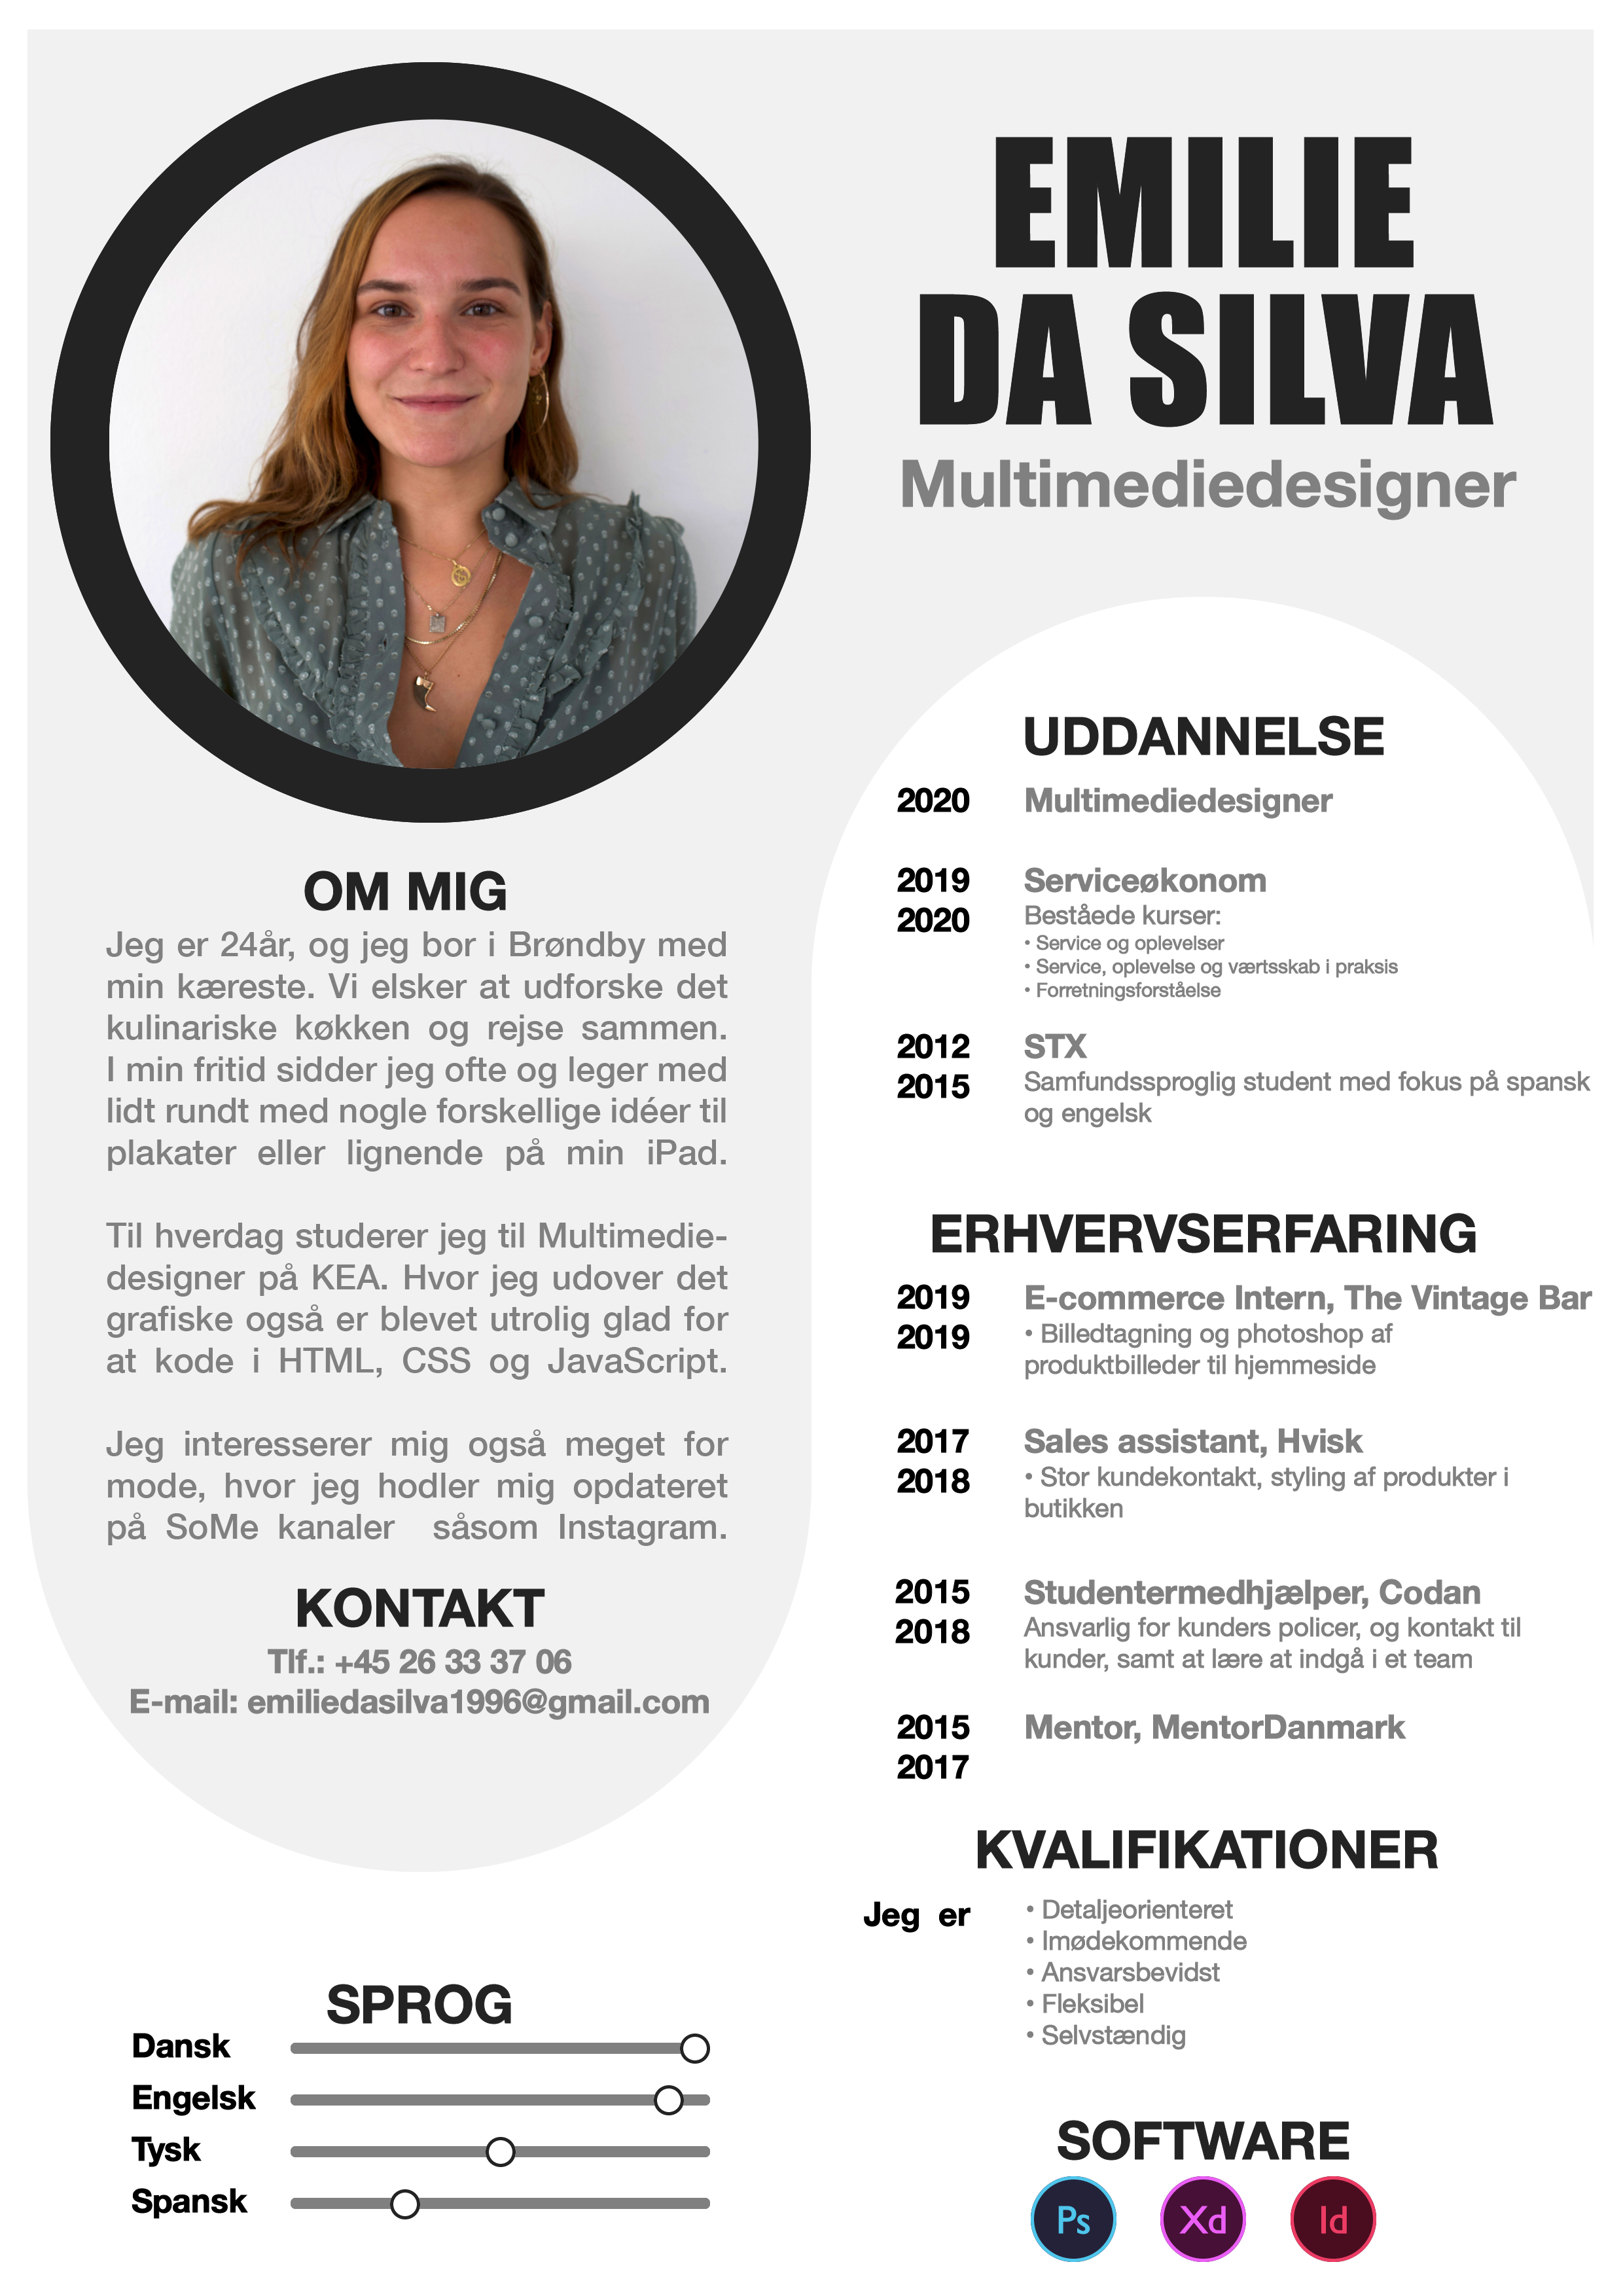 EMILIE
DA SILVA
Multimediedesigner
OM MIG
Jeg er 24år, og jeg bor i Brøndby med
min kæreste. Vi elsker at udforske det
kulinariske køkken og rejse sammen.
I min fritid sidder jeg ofte og leger med
lidt rundt med nogle forskellige idéer til
plakater eller lignende på min iPad.
Til hverdag studerer jeg til Multimedie-
designer på KEA. Hvor jeg udover det
grafiske også er blevet utrolig glad for
at kode i HTML, CSS og JavaScript.
Jeg interesserer mig også meget for
mode, hvor jeg hodler mig opdateret
på SoMe kanaler såsom Instagram.
KONTAKT
Tlf.: +45 26 33 37 06
E-mail: emiliedasilva1996@gmail.com
SPROG
Dansk
Engelsk
Tysk
Spansk
UDDANNELSE
2020 Multimediedesigner
2019 Serviceøkonom
2020 Beståede kurser:
• Service og oplevelser
• Service, oplevelse og værtsskab i praksis
• Forretningsforståelse
2012 STX
2015 Samfundssproglig student med fokus på spansk
og engelsk
ERHVERVSERFARING
2019 E-commerce Intern, The Vintage Bar
2019 • Billedtagning og photoshop af
produktbilleder til hjemmeside
2017 Sales assistant, Hvisk
2018 • Stor kundekontakt, styling af produkter i
butikken
2015 Studentermedhjælper, Codan
2018 Ansvarlig for kunders policer, og kontakt til
kunder, samt at lære at indgå i et team
2015 Mentor, MentorDanmark
2017
KVALIFIKATIONER
Jeg er • Detaljeorienteret
• Imødekommende
• Ansvarsbevidst
• Fleksibel
• Selvstændig
SOFTWARE
Ps Xd Id